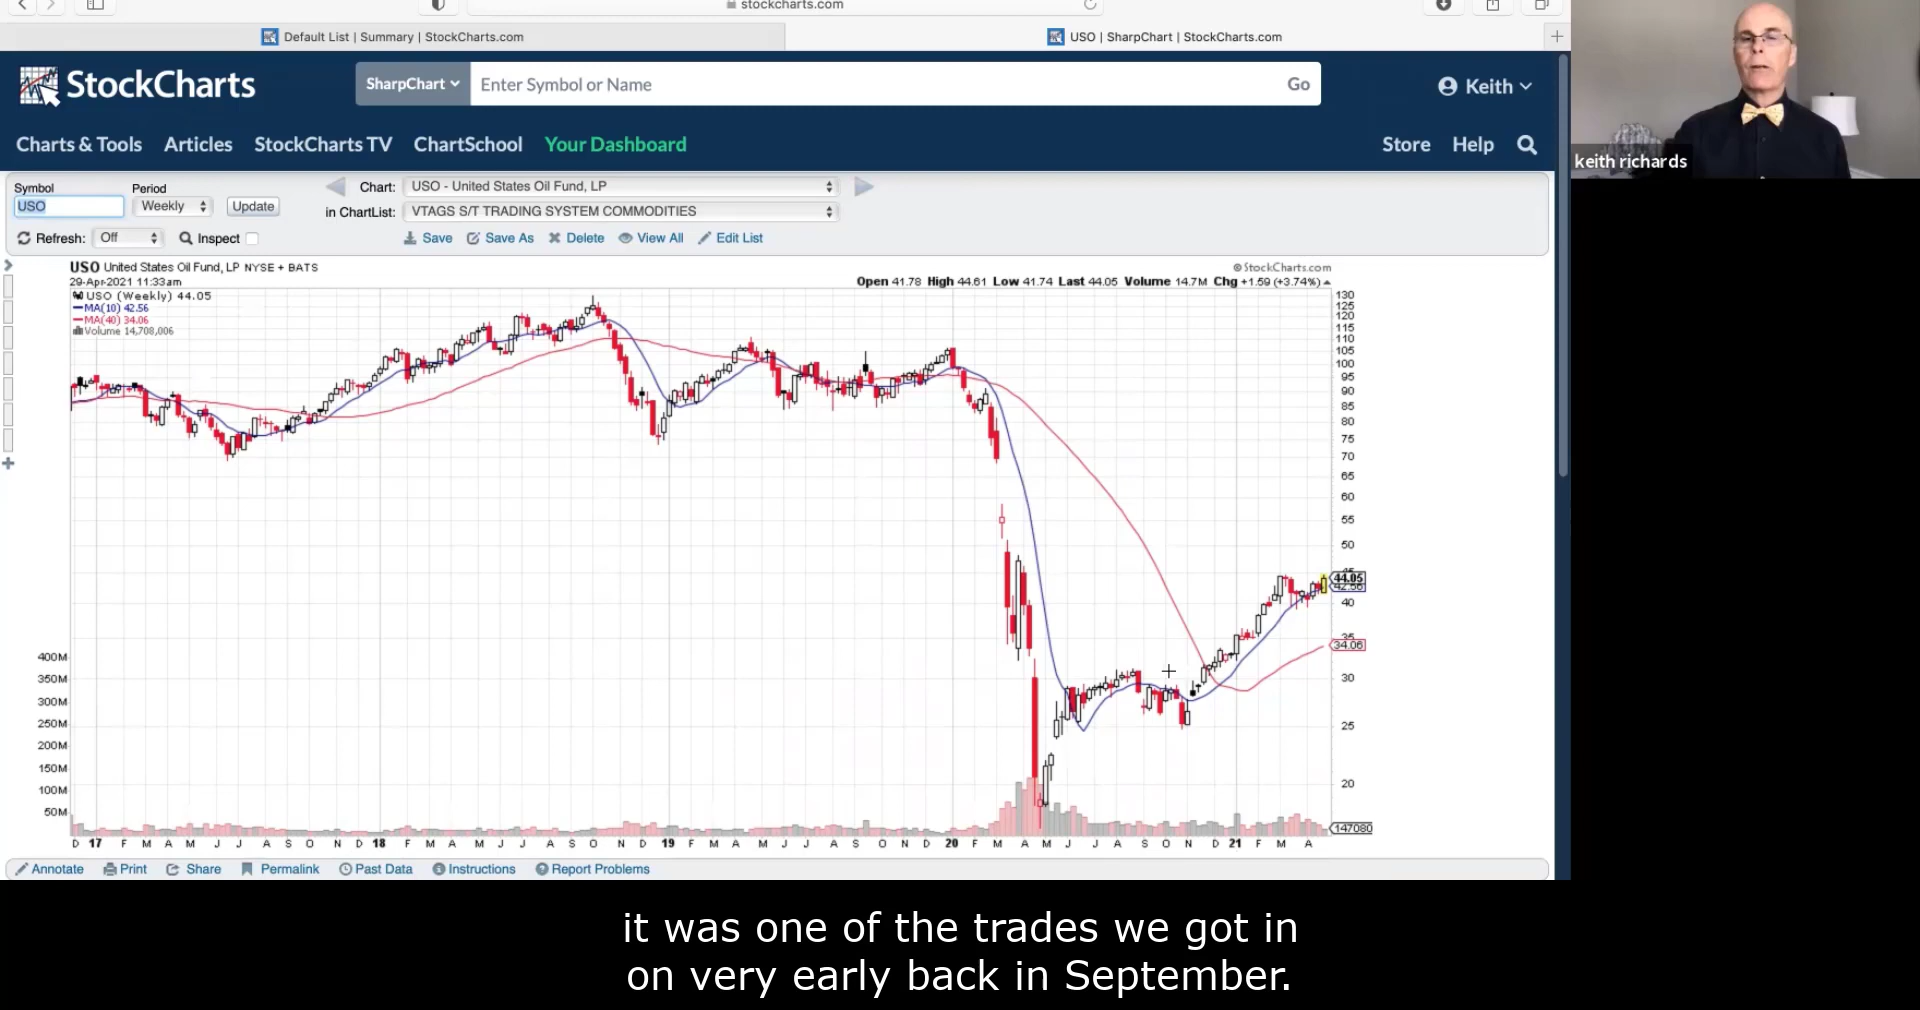 stockcharts.com
Default List | Summary | StockCharts.com
USO | SharpChart | StockCharts.com
StockCharts
SharpChart
Enter Symbol or Name
Go
Keith
Charts & Tools
Articles
StockCharts TV
ChartSchool
Your Dashboard
Store
Help
keith richards
Symbol
Period
Chart:
USO - United States Oil Fund, LP
USO
Weekly
Update
in ChartList:
VTAGS S/T TRADING SYSTEM COMMODITIES
Refresh:
Off
Inspect
Save
Save As
Delete
View All
Edit List
USO United States Oil Fund, LP NYSE + BATS
© StockCharts.com
29-Apr-2021 11:33am
Open 41.78 High 44.61 Low 41.74 Last 44.05 Volume 14.7M Chg +1.59 (+3.74%)
USO (Weekly) 44.05
MA(10) 42.56
MA(40) 34.06
Volume 14,708,006
130
125
120
115
110
105
100
95
90
85
80
75
70
65
60
55
50
45
44.05
42.56
40
35
34.06
30
25
20
147080
400M
350M
300M
250M
200M
150M
100M
50M
D 17 F M A M J J A S O N D 18 F M A M J J A S O N D 19 F M A M J J A S O N D 20 F M A M J J A S O N D 21 F M A
Annotate
Print
Share
Permalink
Past Data
Instructions
Report Problems
it was one of the trades we got in
on very early back in September.